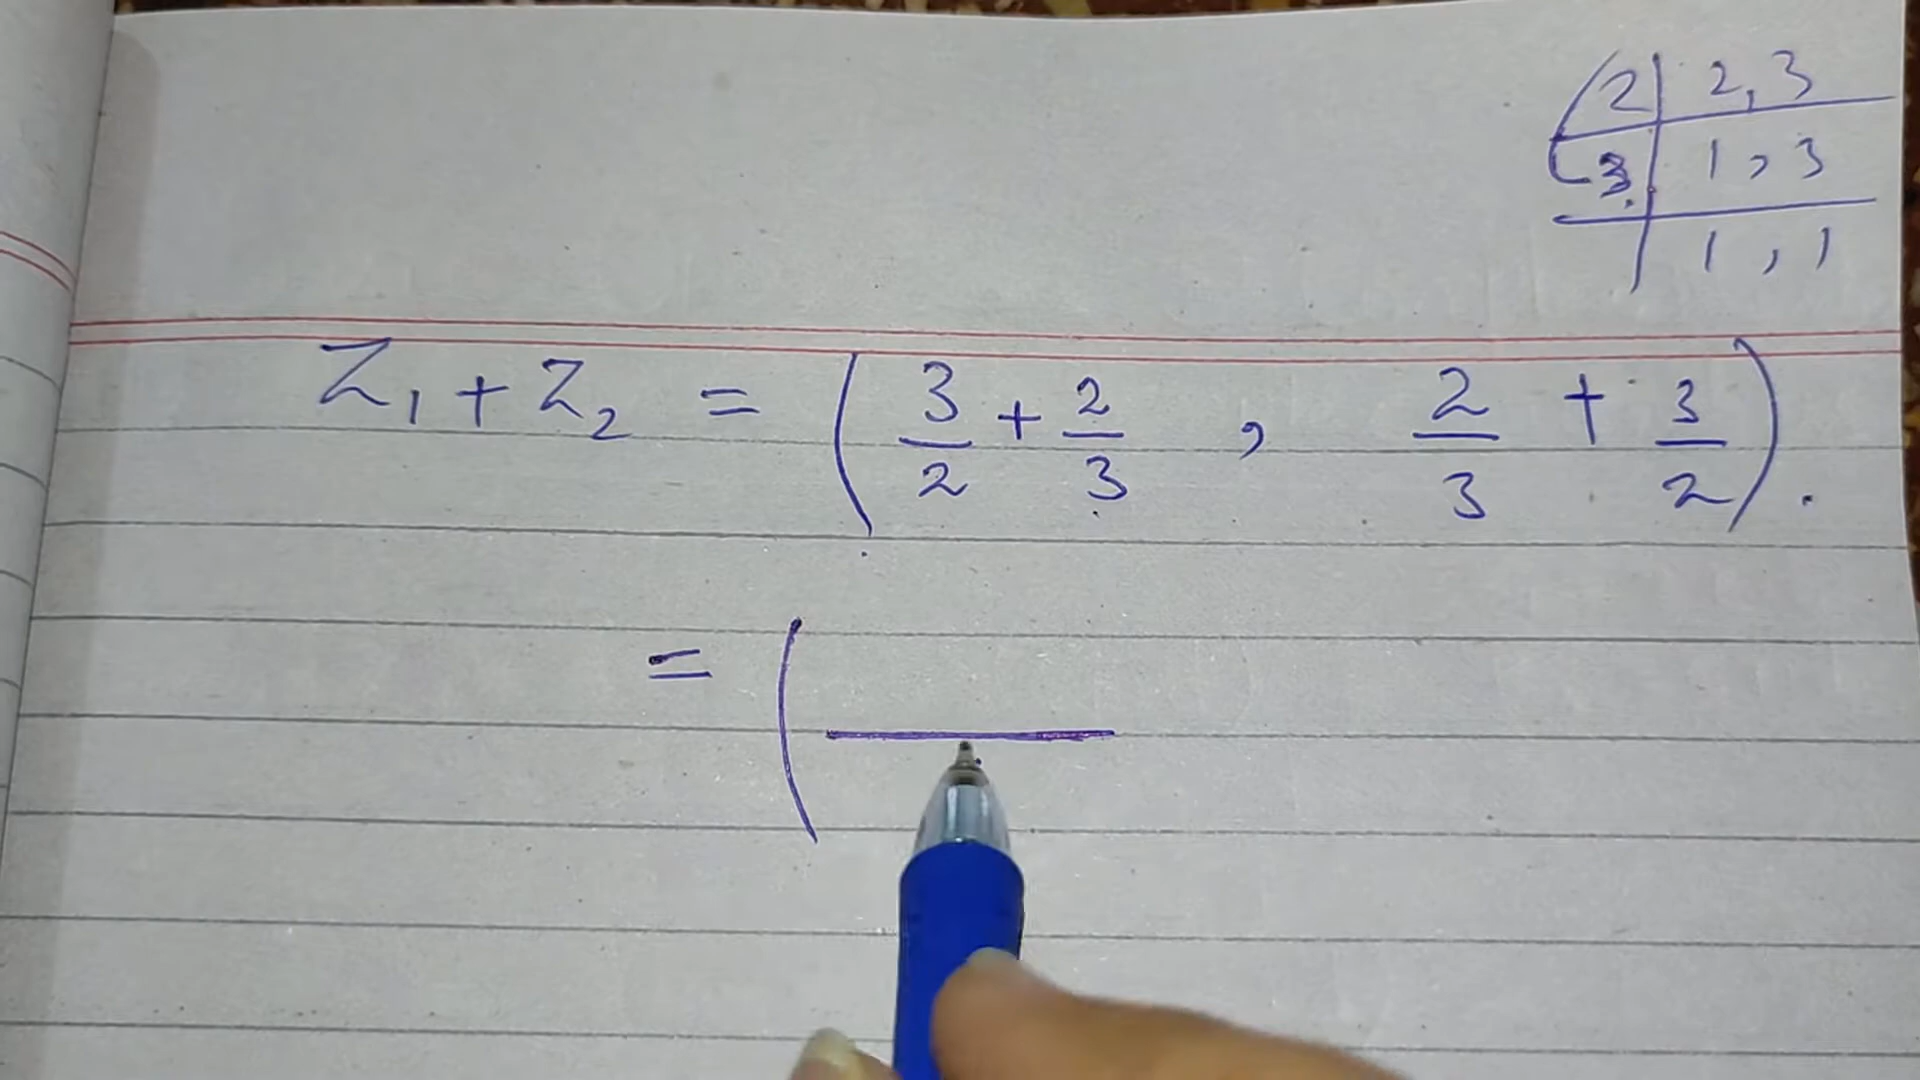 2 | 2, 3
3 | 1, 3
1, 1
Z₁ + Z₂ = ( 3/2 + 2/3 , 2/3 + 3/2 ).
= (